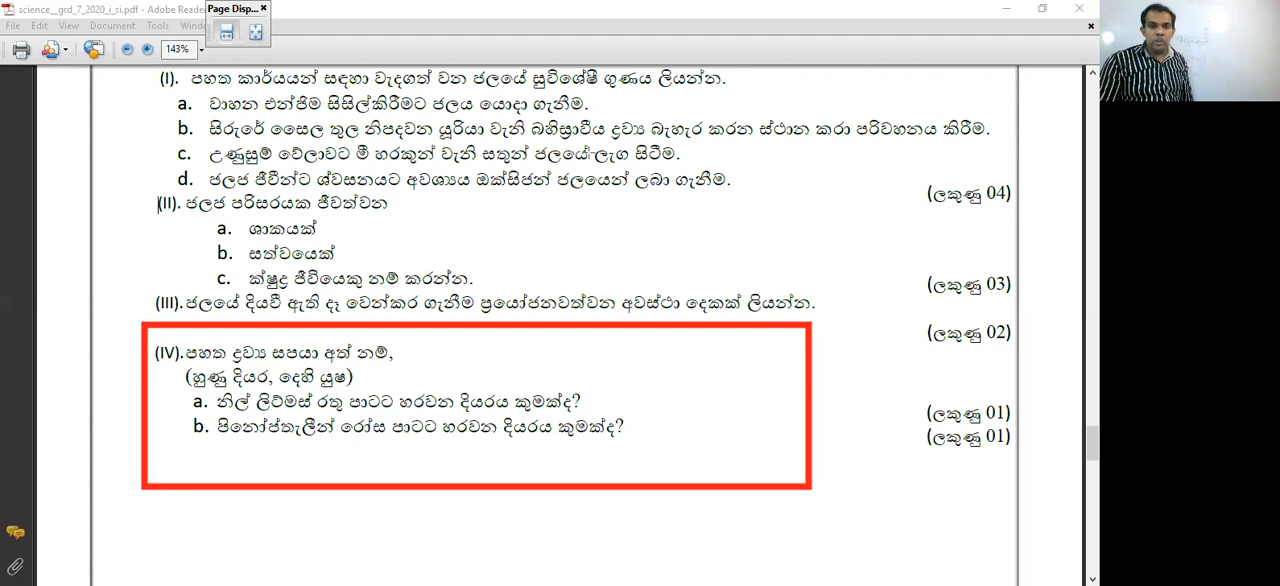 science__grd_7_2020_i_si.pdf - Adobe Reader
Page Disp...
File Edit View Document Tools Window
143%
(I). පහත කාර්යයන් සඳහා වැදගත් වන ජලයේ සුවිශේෂී ගුණය ලියන්න.
a. වාහන එන්ජිම සිසිල්කිරීමට ජලය යොදා ගැනීම.
b. සිරුරේ සෛල තුල නිපදවන යූරියා වැනි බහිස්‍රාවීය ද්‍රව්‍ය බැහැර කරන ස්ථාන කරා පරිවහනය කිරීම.
c. උණුසුම් වේලාවට මී හරකුන් වැනි සතුන් ජලයේ ලැග සිටීම.
d. ජලජ ජීවීන්ට ශ්වසනයට අවශ්‍යය ඔක්සිජන් ජලයෙන් ලබා ගැනීම.
(ලකුණු 04)
(II). ජලජ පරිසරයක ජීවත්වන
a. ශාකයක්
b. සත්වයෙක්
c. ක්ෂුද්‍ර ජීවියෙකු නම් කරන්න.
(ලකුණු 03)
(III). ජලයේ දියවී ඇති දෑ වෙන්කර ගැනීම ප්‍රයෝජනවත්වන අවස්ථා දෙකක් ලියන්න.
(ලකුණු 02)
(IV). පහත ද්‍රව්‍ය සපයා අත් නම්,
(හුණු දියර, දෙහි යුෂ)
a. නිල් ලිට්මස් රතු පාටට හරවන දියරය කුමක්ද?
(ලකුණු 01)
b. පිනෝප්තැලීන් රෝස පාටට හරවන දියරය කුමක්ද?
(ලකුණු 01)